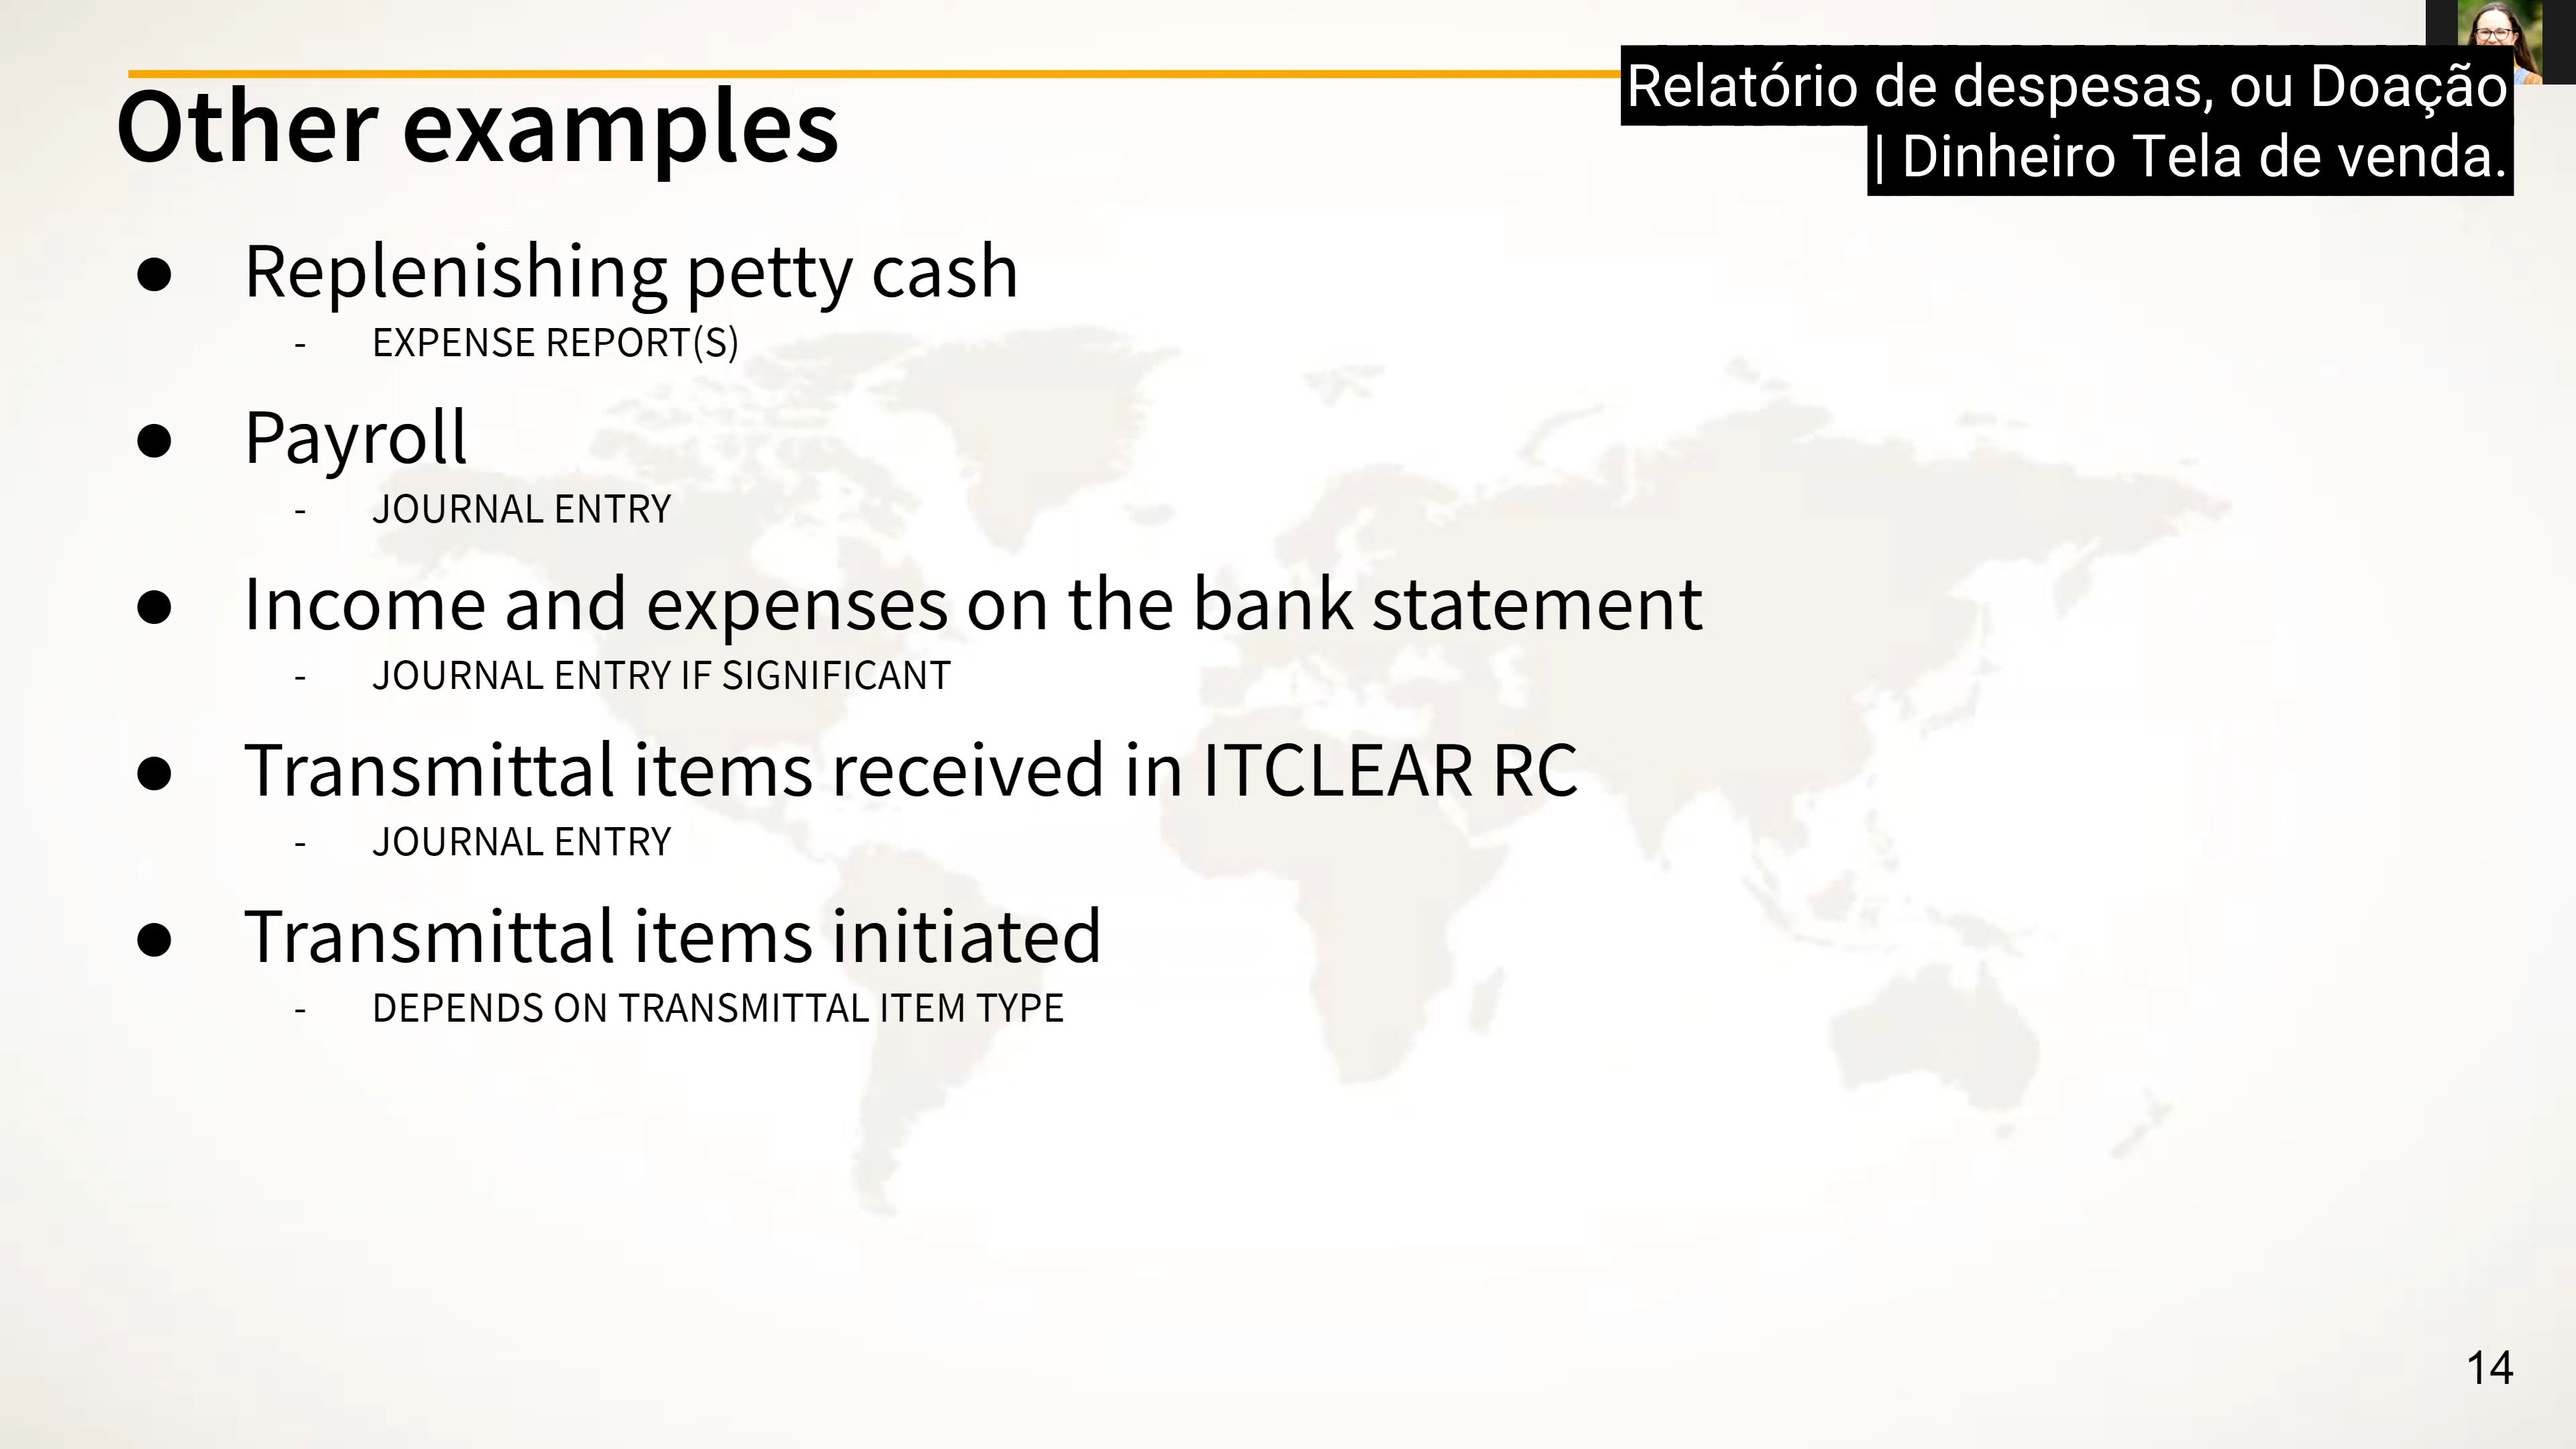 Other examples
Relatório de despesas, ou Doação
| Dinheiro Tela de venda.
● Replenishing petty cash
- EXPENSE REPORT(S)
● Payroll
- JOURNAL ENTRY
● Income and expenses on the bank statement
- JOURNAL ENTRY IF SIGNIFICANT
● Transmittal items received in ITCLEAR RC
- JOURNAL ENTRY
● Transmittal items initiated
- DEPENDS ON TRANSMITTAL ITEM TYPE
14